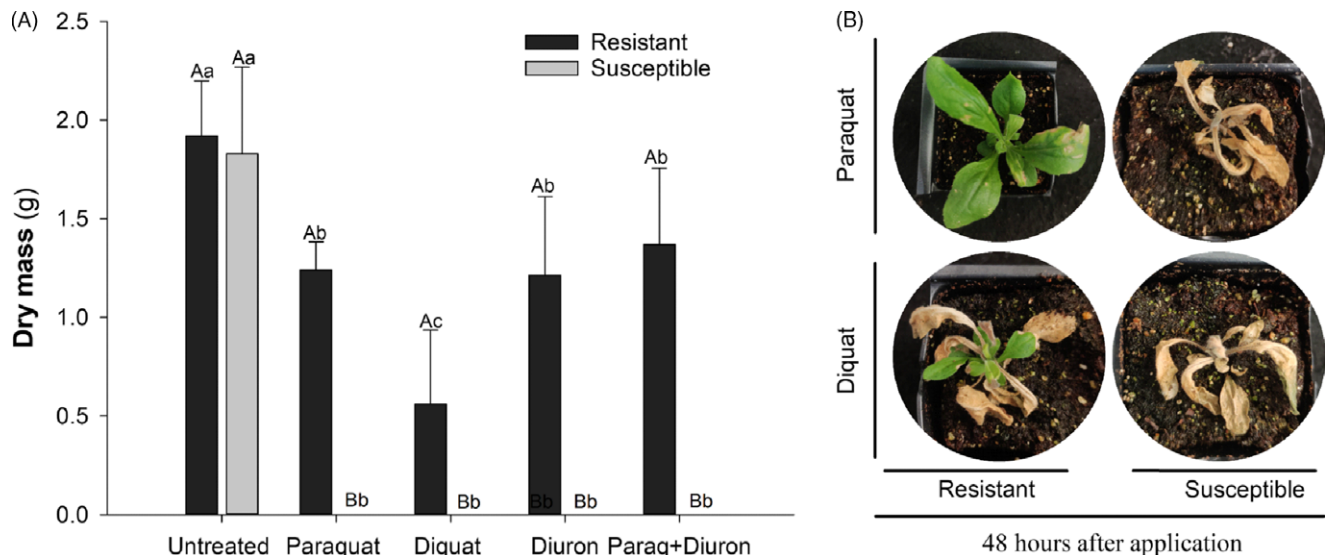 (A)
2.5
2.0
1.5
1.0
0.5
0.0
Dry mass (g)
Resistant
Susceptible
Aa
Aa
Ab
Bb
Ac
Bb
Ab
Bb
Bb
Ab
Bb
Untreated
Paraquat
Diquat
Diuron
Paraq+Diuron
(B)
Paraquat
Diquat
Resistant
Susceptible
48 hours after application